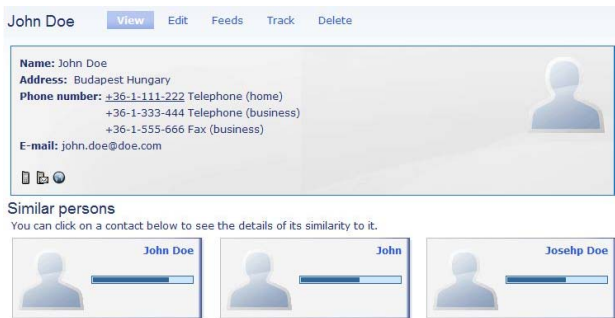 John Doe View Edit Feeds Track Delete
Name: John Doe
Address: Budapest Hungary
Phone number: +36-1-111-222 Telephone (home)
+36-1-333-444 Telephone (business)
+36-1-555-666 Fax (business)
E-mail: john.doe@doe.com
Similar persons
You can click on a contact below to see the details of its similarity to it.
John Doe John Josehp Doe